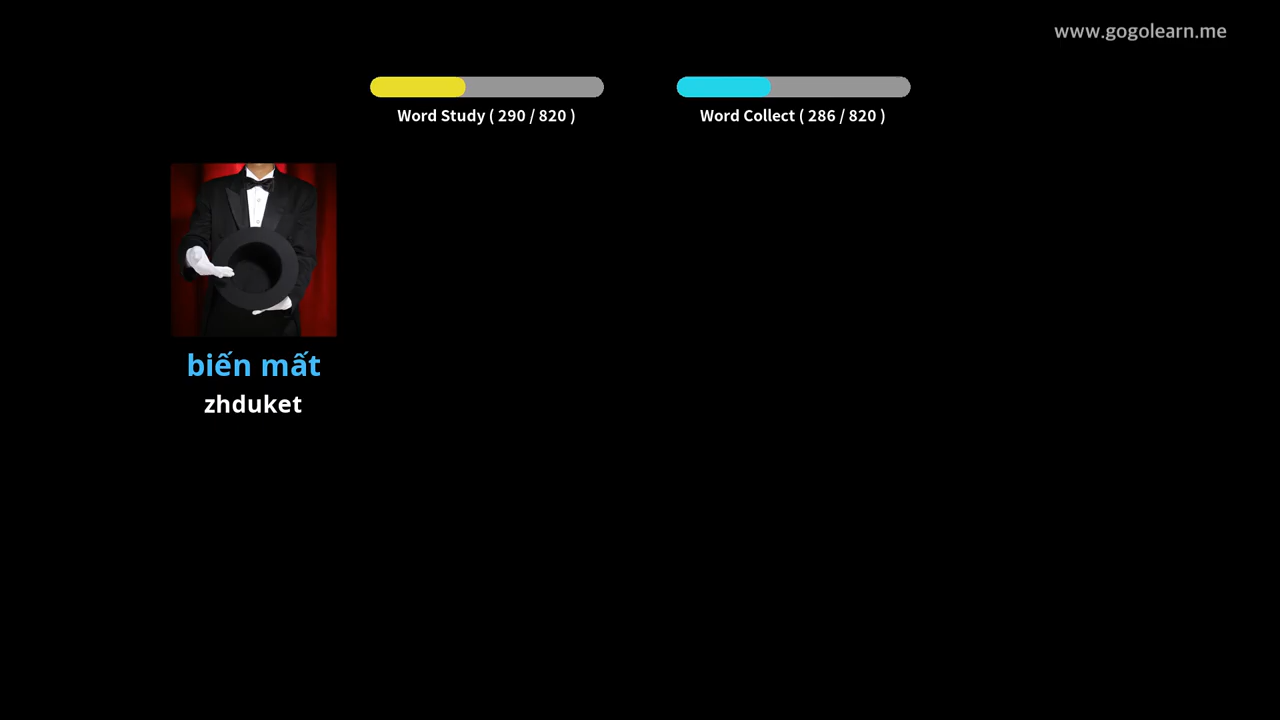 www.gogolearn.me
Word Study ( 290 / 820 )
Word Collect ( 286 / 820 )
biến mất
zhduket